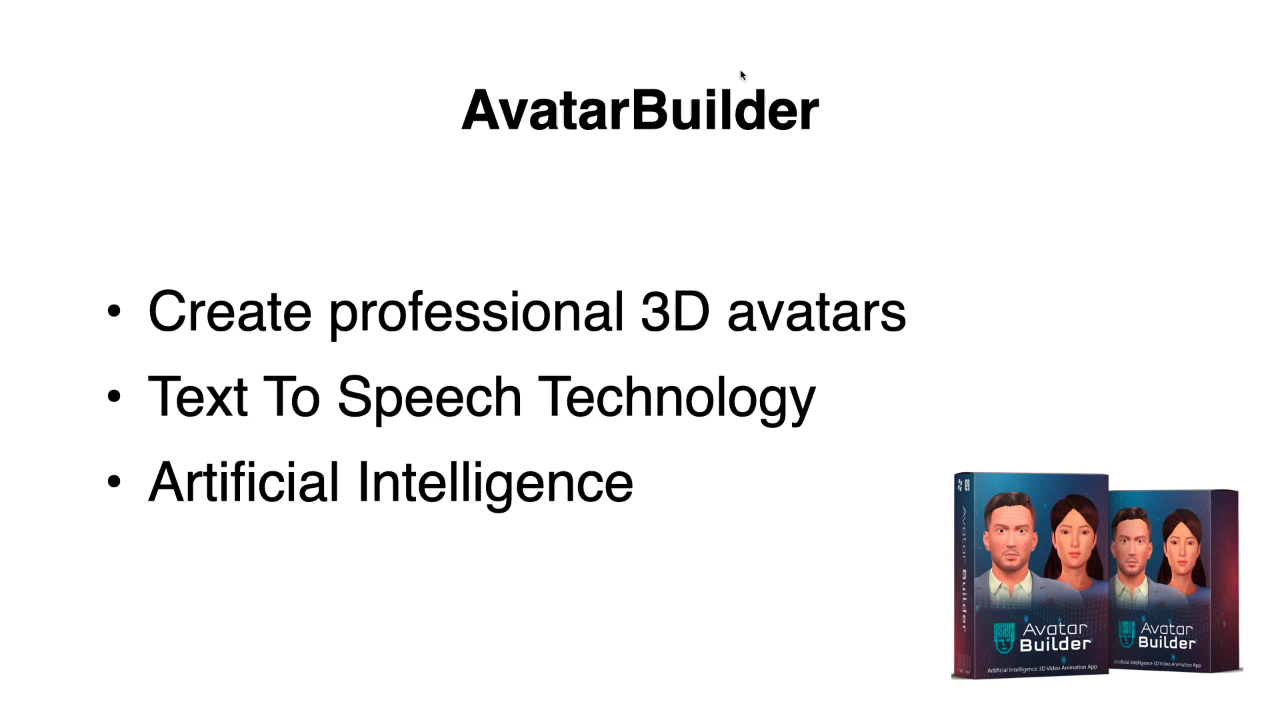 AvatarBuilder
• Create professional 3D avatars
• Text To Speech Technology
• Artificial Intelligence
Avatar Builder
Avatar
Builder
Artificial Intelligence 3D Video Animation App
Avatar
Builder
Artificial Intelligence 3D Video Animation App